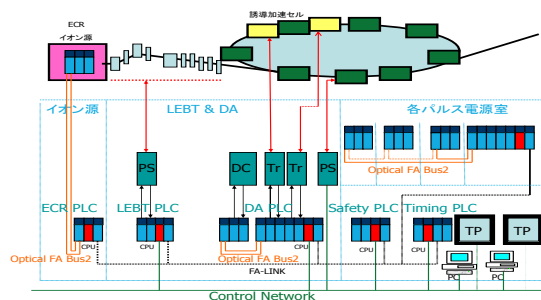 ECR
イオン源
誘導加速セル
イオン源
LEBT & DA
各パルス電源室
Optical FA Bus2
PS
DC
Tr
Tr
PS
ECR PLC
LEBT PLC
DA PLC
Safety PLC
Timing PLC
TP
TP
CPU
CPU
CPU
CPU
CPU
Optical FA Bus2
Optical FA Bus2
FA-LINK
PC
PC
Control Network